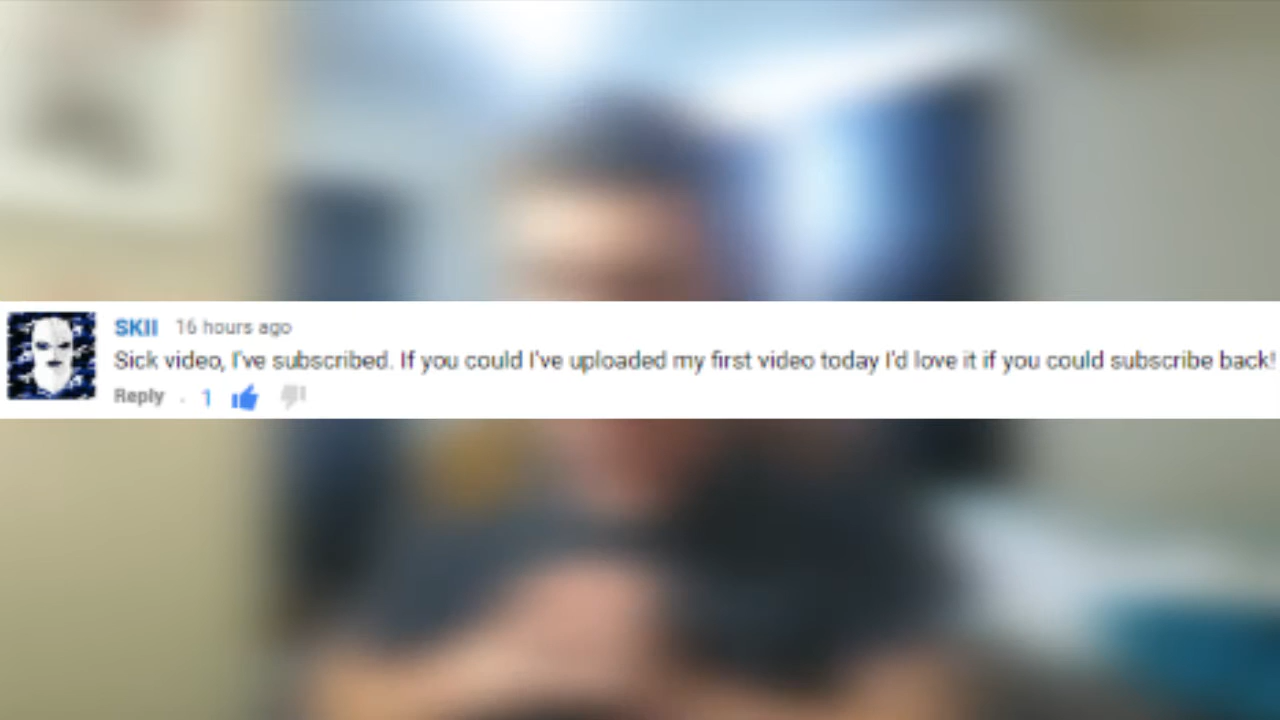 SKII 16 hours ago
Sick video, I've subscribed. If you could I've uploaded my first video today I'd love it if you could subscribe back!
Reply . 1